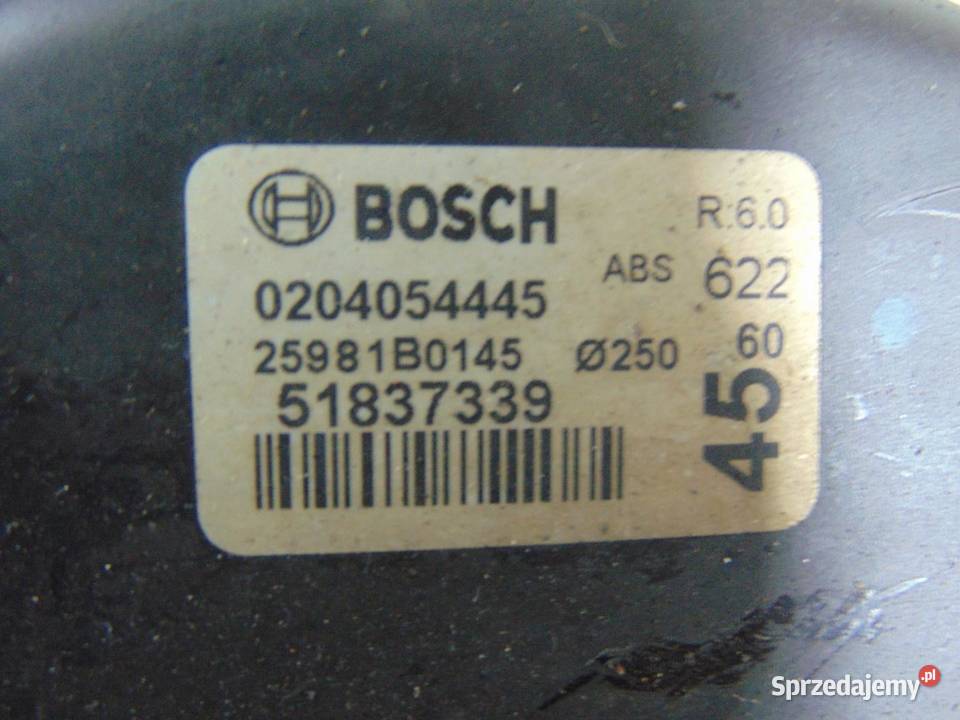 BOSCH
R:6.0
ABS 622
0204054445
25981B0145 Ø250 60
51837339
45
Sprzedajemy.pl